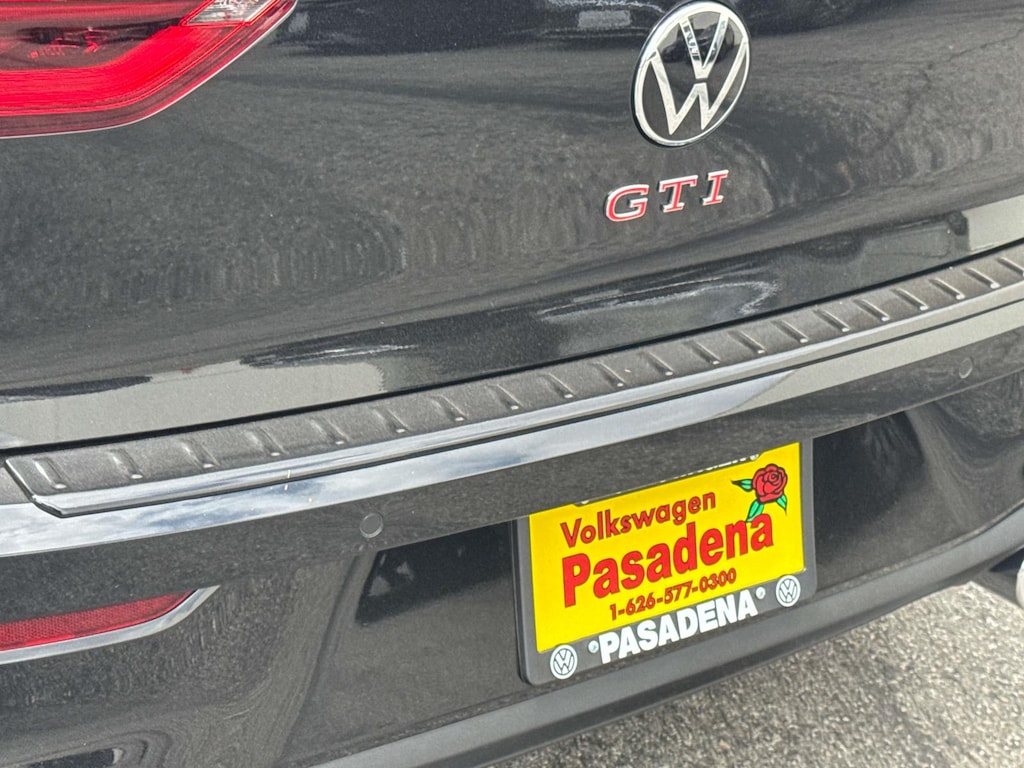 GTI
Volkswagen
Pasadena
1-626-577-0300
PASADENA